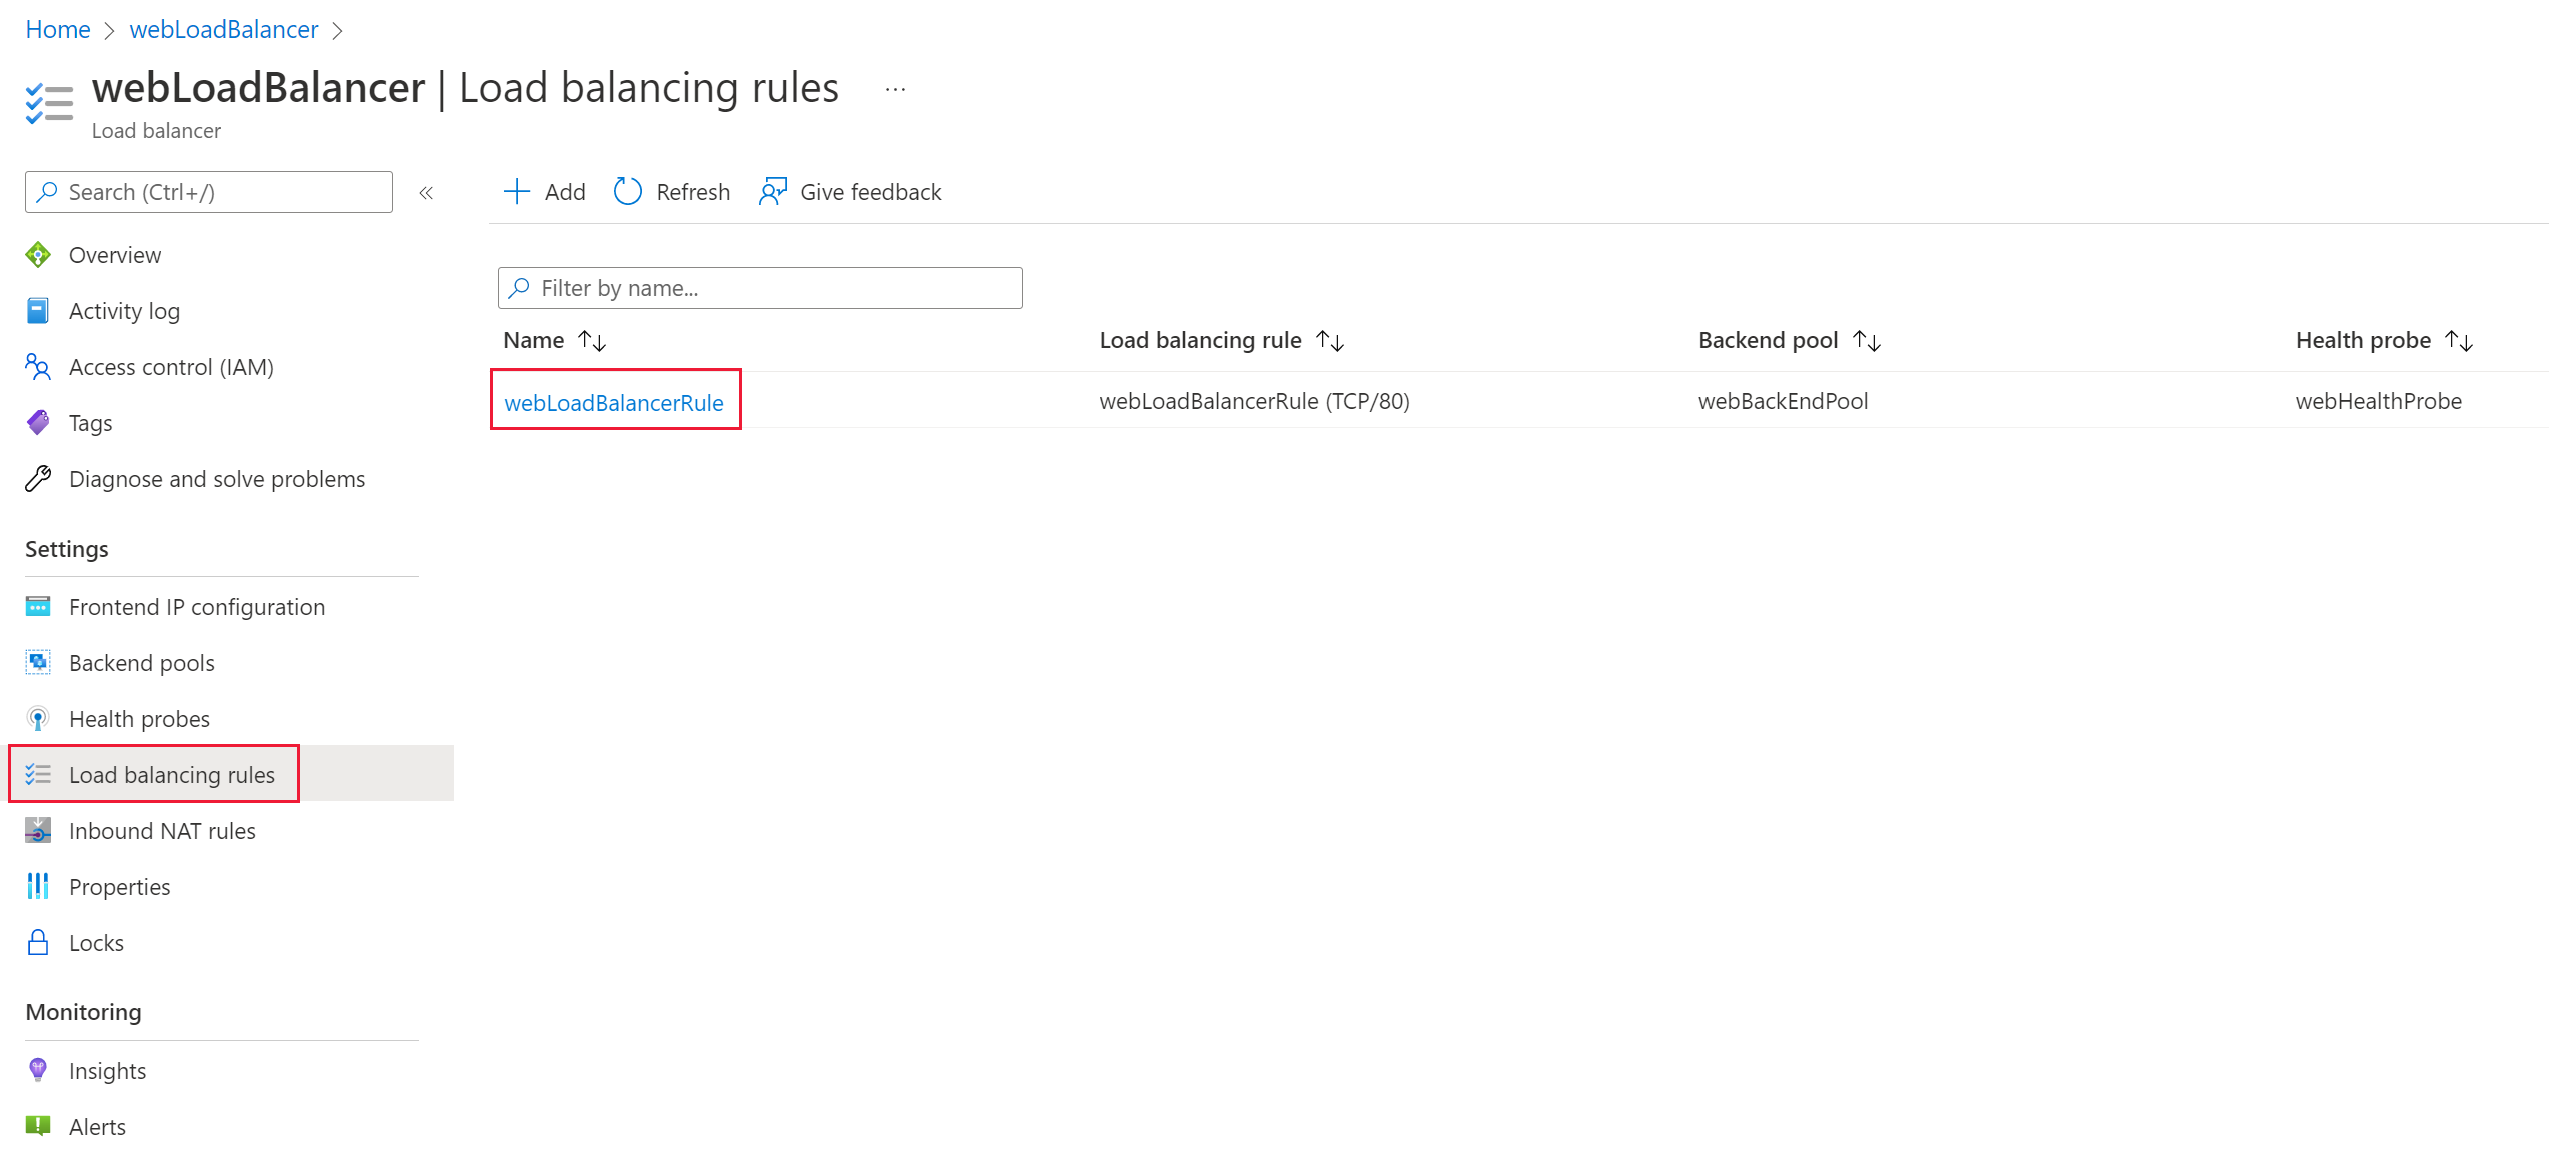 Home > webLoadBalancer >
webLoadBalancer | Load balancing rules ...
Load balancer
Search (Ctrl+/) «
Add Refresh Give feedback
Overview
Activity log
Access control (IAM)
Tags
Diagnose and solve problems
Settings
Frontend IP configuration
Backend pools
Health probes
Load balancing rules
Inbound NAT rules
Properties
Locks
Monitoring
Insights
Alerts
Filter by name...
Name ↑↓ Load balancing rule ↑↓ Backend pool ↑↓ Health probe ↑↓
webLoadBalancerRule webLoadBalancerRule (TCP/80) webBackEndPool webHealthProbe